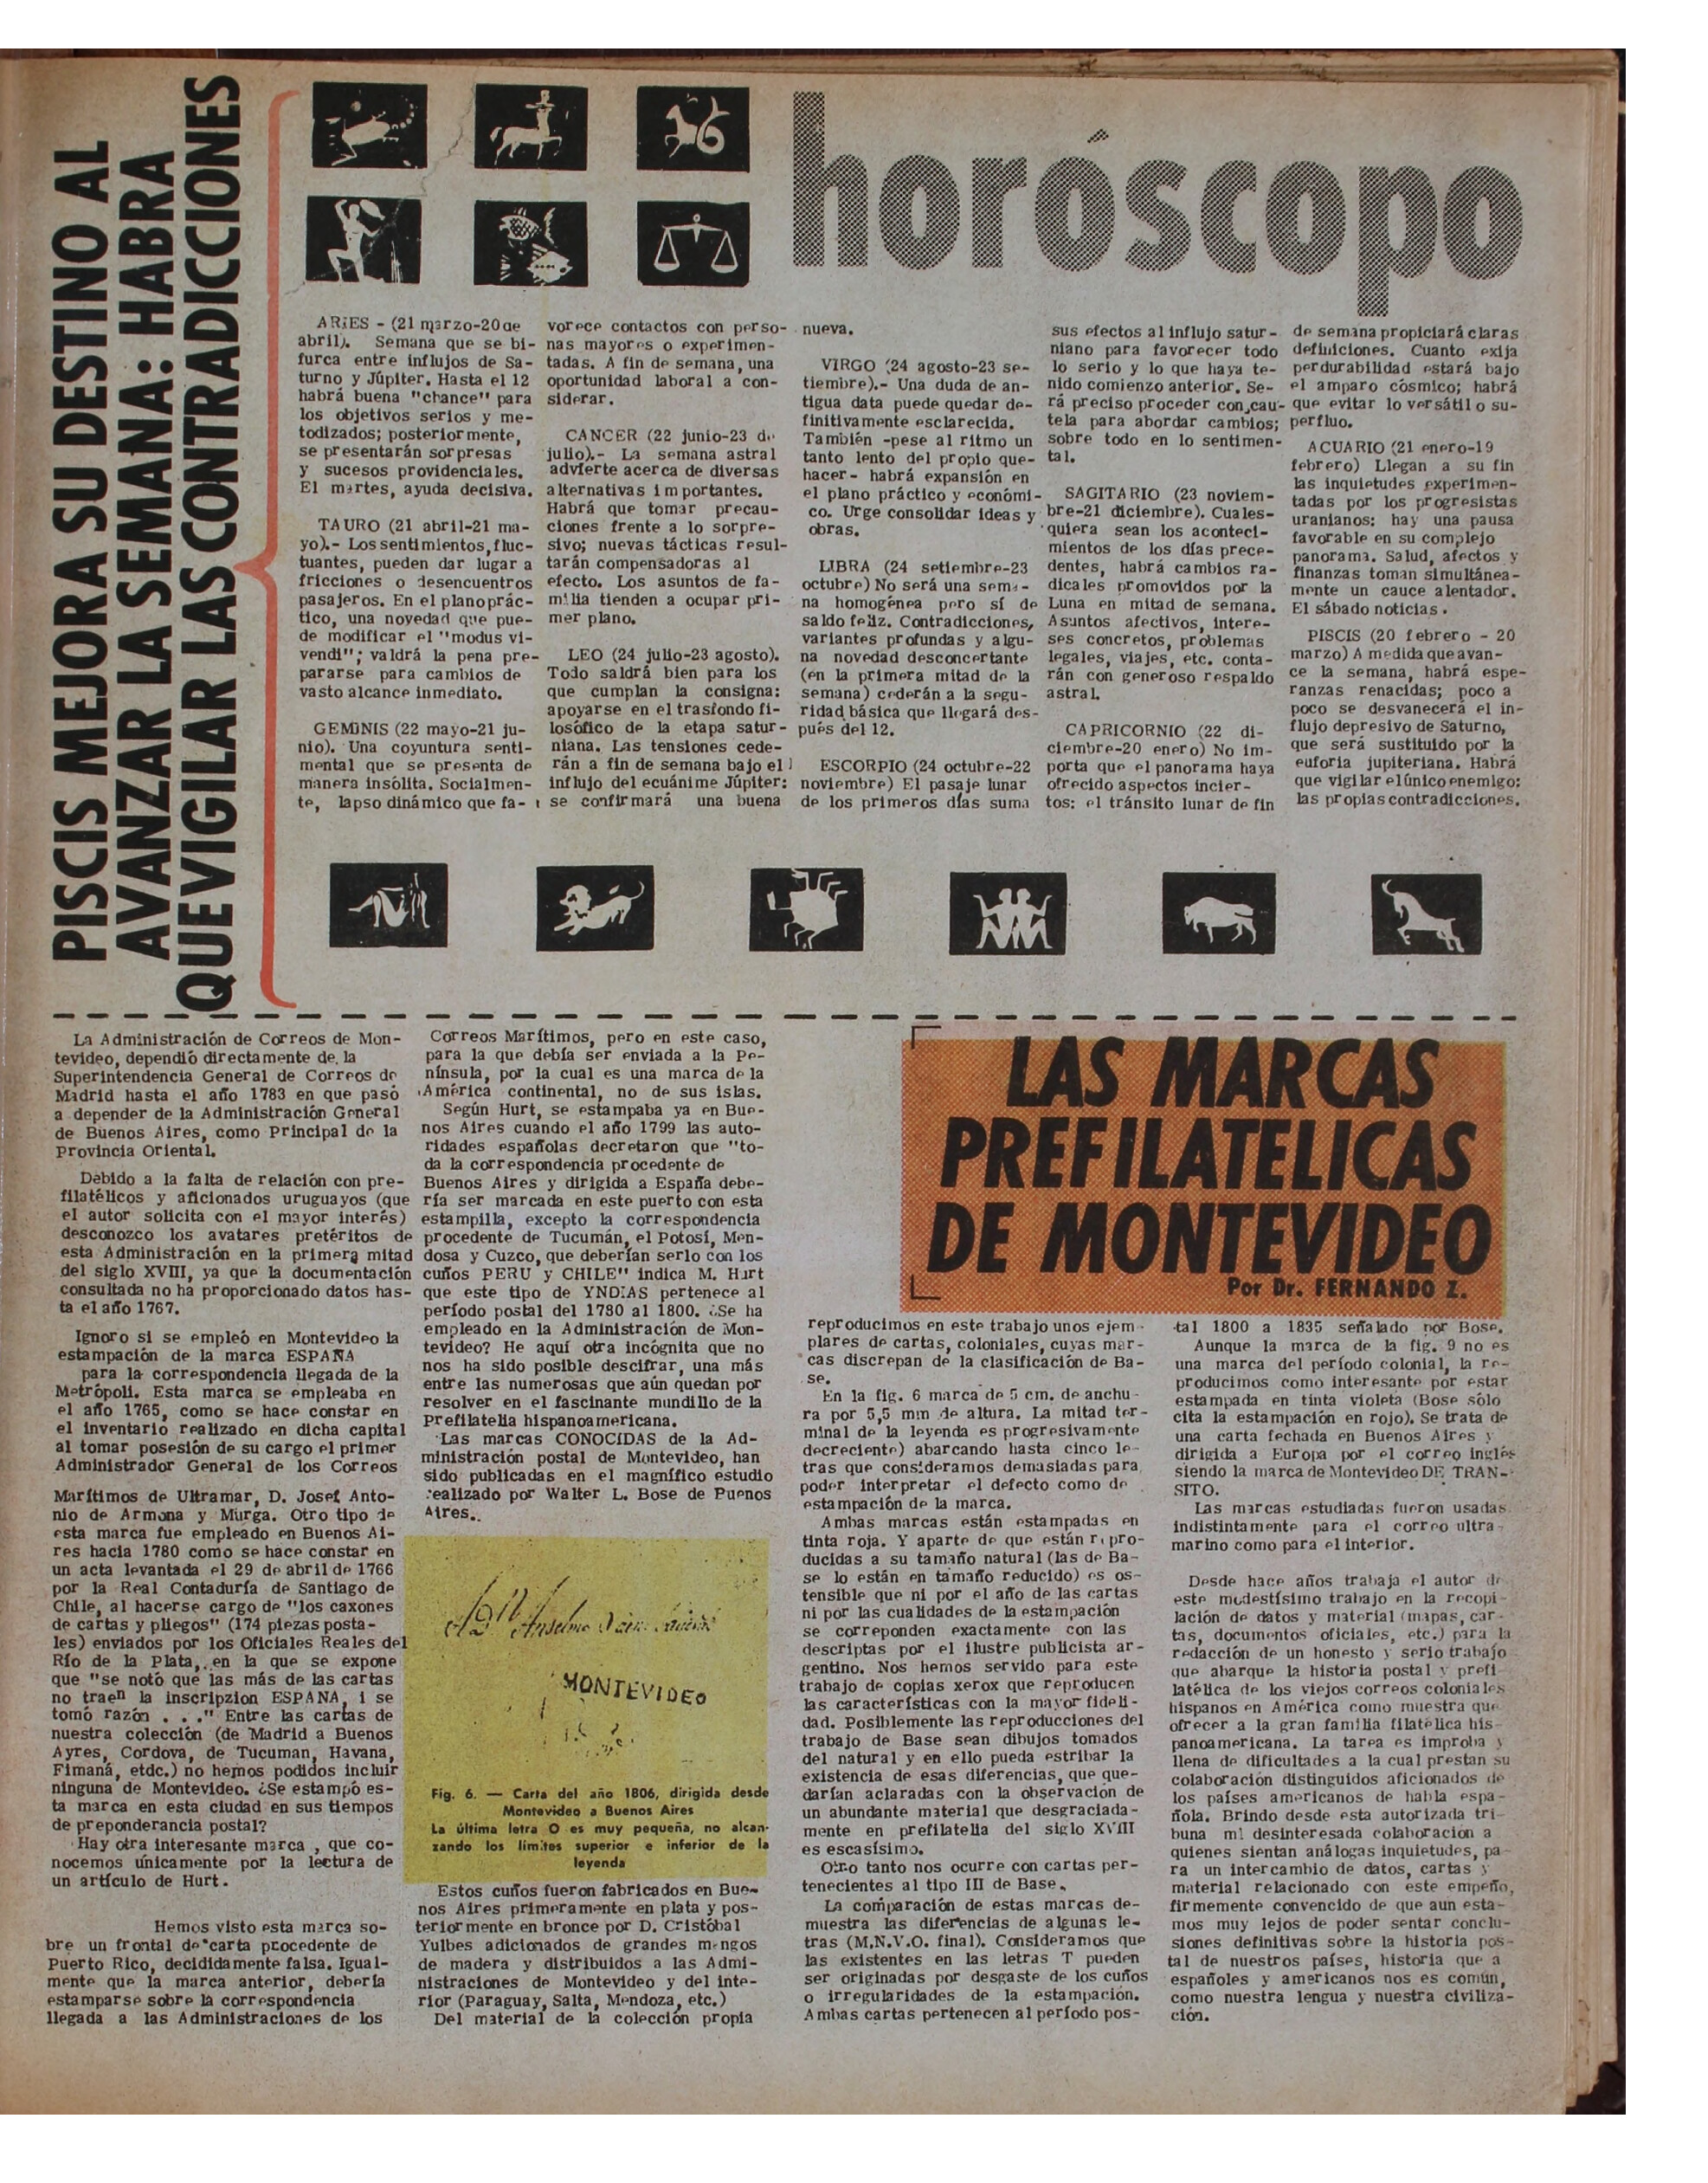 PISCIS MEJORA SU DESTINO AL
AVANZAR LA SEMANA: HABRA
QUE VIGILAR LAS CONTRADICCIONES
horóscopo
ARIES - (21 marzo-20 de
abril). Semana que se bi-
furca entre influjos de Sa-
turno y Júpiter. Hasta el 12
habrá buena "chance" para
los objetivos serios y me-
todizados; posteriormente,
se presentarán sorpresas
y sucesos providenciales.
El martes, ayuda decisiva.
TAURO (21 abril-21 ma-
yo).- Los sentimientos, fluc-
tuantes, pueden dar lugar a
fricciones o desencuentros
pasajeros. En el plano prác-
tico, una novedad que pue-
de modificar el "modus vi-
vendi"; valdrá la pena pre-
pararse para cambios de
vasto alcance inmediato.
GEMINIS (22 mayo-21 ju-
nio). Una coyuntura senti-
mental que se presenta de
manera insólita. Socialmen-
te, lapso dinámico que fa-
vorece contactos con perso-
nas mayores o experimen-
tadas. A fin de semana, una
oportunidad laboral a con-
siderar.
CANCER (22 junio-23 de
julio).- La semana astral
advierte acerca de diversas
alternativas importantes.
Habrá que tomar precau-
ciones frente a lo sorpre-
sivo; nuevas tácticas resul-
tarán compensadoras al
efecto. Los asuntos de fa-
milia tienden a ocupar pri-
mer plano.
LEO (24 julio-23 agosto).
Todo saldrá bien para los
que cumplan la consigna:
apoyarse en el trasfondo fi-
losófico de la etapa satur-
niana. Las tensiones cede-
rán a fin de semana bajo el
influjo del ecuánime Júpiter:
se confirmará una buena
nueva.
VIRGO (24 agosto-23 se-
tiembre).- Una duda de an-
tigua data puede quedar de-
finitivamente esclarecida.
También -pese al ritmo un
tanto lento del propio que-
hacer- habrá expansión en
el plano práctico y económi-
co. Urge consolidar ideas y
obras.
LIBRA (24 setiembre-23
octubre) No será una sema-
na homogénea pero sí de
saldo feliz. Contradicciones,
variantes profundas y algu-
na novedad desconcertante
(en la primera mitad de la
semana) cederán a la segu-
ridad básica que llegará des-
pués del 12.
ESCORPIO (24 octubre-22
noviembre) El pasaje lunar
de los primeros días suma
sus efectos al influjo satur-
niano para favorecer todo
lo serio y lo que haya te-
nido comienzo anterior. Se-
rá preciso proceder con cau-
tela para abordar cambios;
sobre todo en lo sentimen-
tal.
SAGITARIO (23 noviem-
bre-21 diciembre). Cuales-
quiera sean los aconteci-
mientos de los días prece-
dentes, habrá cambios ra-
dicales promovidos por la
Luna en mitad de semana.
Asuntos afectivos, intere-
ses concretos, problemas
legales, viajes, etc. conta-
rán con generoso respaldo
astral.
CAPRICORNIO (22 di-
ciembre-20 enero) No im-
porta que el panorama haya
ofrecido aspectos incier-
tos: el tránsito lunar de fin
de semana propiciará claras
definiciones. Cuanto exija
perdurabilidad estará bajo
el amparo cósmico; habrá
que evitar lo versátil o su-
perfluo.
ACUARIO (21 enero-19
febrero) Llegan a su fin
las inquietudes experimen-
tadas por los progresistas
uranianos: hay una pausa
favorable en su complejo
panorama. Salud, afectos y
finanzas toman simultánea-
mente un cauce alentador.
El sábado noticias.
PISCIS (20 febrero - 20
marzo) A medida que avan-
ce la semana, habrá espe-
ranzas renacidas; poco a
poco se desvanecerá el in-
flujo depresivo de Saturno,
que será sustituido por la
euforia jupiteriana. Habrá
que vigilar el único enemigo:
las propias contradicciones.
LAS MARCAS
PREFILATELICAS
DE MONTEVIDEO
Por Dr. FERNANDO Z.
La Administración de Correos de Mon-
tevideo, dependió directamente de la
Superintendencia General de Correos de
Madrid hasta el año 1783 en que pasó
a depender de la Administración General
de Buenos Aires, como Principal de la
Provincia Oriental.
Debido a la falta de relación con pre-
filatélicos y aficionados uruguayos (que
el autor solicita con el mayor interés)
desconozco los avatares pretéritos de
esta Administración en la primera mitad
del siglo XVIII, ya que la documentación
consultada no ha proporcionado datos has-
ta el año 1767.
Ignoro si se empleó en Montevideo la
estampación de la marca ESPAÑA
para la correspondencia llegada de la
Metrópoli. Esta marca se empleaba en
el año 1765, como se hace constar en
el inventario realizado en dicha capital
al tomar posesión de su cargo el primer
Administrador General de los Correos
Marítimos de Ultramar, D. Josef Anto-
nio de Armona y Murga. Otro tipo de
esta marca fue empleado en Buenos Ai-
res hacia 1780 como se hace constar en
un acta levantada el 29 de abril de 1766
por la Real Contaduría de Santiago de
Chile, al hacerse cargo de "los caxones
de cartas y pliegos" (174 piezas posta-
les) enviados por los Oficiales Reales del
Río de la Plata, en la que se expone
que "se notó que las más de las cartas
no traen la inscripzion ESPANA, i se
tomó razón . . ." Entre las cartas de
nuestra colección (de Madrid a Buenos
Ayres, Cordova, de Tucuman, Havana,
Fimaná, etdc.) no hemos podidos incluir
ninguna de Montevideo. ¿Se estampó es-
ta marca en esta ciudad en sus tiempos
de preponderancia postal?
Hay otra interesante marca , que co-
nocemos únicamente por la lectura de
un artículo de Hurt.
Hemos visto esta marca so-
bre un frontal de carta procedente de
Puerto Rico, decididamente falsa. Igual-
mente que la marca anterior, debería
estamparse sobre la correspondencia
llegada a las Administraciones de los
Correos Marítimos, pero en este caso,
para la que debía ser enviada a la Pe-
nínsula, por la cual es una marca de la
América continental, no de sus islas.
Según Hurt, se estampaba ya en Bue-
nos Aires cuando el año 1799 las auto-
ridades españolas decretaron que "to-
da la correspondencia procedente de
Buenos Aires y dirigida a España debe-
ría ser marcada en este puerto con esta
estampilla, excepto la correspondencia
procedente de Tucumán, el Potosí, Men-
dosa y Cuzco, que deberían serlo con los
cuños PERU y CHILE" indica M. Hurt
que este tipo de YNDIAS pertenece al
período postal del 1780 al 1800. ¿Se ha
empleado en la Administración de Mon-
tevideo? He aquí otra incógnita que no
nos ha sido posible descifrar, una más
entre las numerosas que aún quedan por
resolver en el fascinante mundillo de la
Prefilatelia hispanoamericana.
Las marcas CONOCIDAS de la Ad-
ministración postal de Montevideo, han
sido publicadas en el magnífico estudio
realizado por Walter L. Bose de Puenos
Aires.
MONTEVIDEO
Fig. 6. — Carta del año 1806, dirigida desde
Montevideo a Buenos Aires
La última letra O es muy pequeña, no alcan-
zando los límites superior e inferior de la
leyenda
Estos cuños fueron fabricados en Bue-
nos Aires primeramente en plata y pos-
teriormente en bronce por D. Cristóbal
Yulbes adicionados de grandes mangos
de madera y distribuidos a las Admi-
nistraciones de Montevideo y del inte-
rior (Paraguay, Salta, Mendoza, etc.)
Del material de la colección propia
reproducimos en este trabajo unos ejem-
plares de cartas, coloniales, cuyas mar-
cas discrepan de la clasificación de Ba-
se.
En la fig. 6 marca de 5 cm. de anchu-
ra por 5,5 mm de altura. La mitad ter-
minal de la leyenda es progresivamente
decreciente) abarcando hasta cinco le-
tras que consideramos demasiadas para
poder interpretar el defecto como de
estampación de la marca.
Ambas marcas están estampadas en
tinta roja. Y aparte de que están repro-
ducidas a su tamaño natural (las de Ba-
se lo están en tamaño reducido) es os-
tensible que ni por el año de las cartas
ni por las cualidades de la estampación
se correponden exactamente con las
descriptas por el ilustre publicista ar-
gentino. Nos hemos servido para este
trabajo de copias xerox que reproducen
las características con la mayor fideli-
dad. Posiblemente las reproducciones del
trabajo de Base sean dibujos tomados
del natural y en ello pueda estribar la
existencia de esas diferencias, que que-
darían aclaradas con la observación de
un abundante material que desgraciada-
mente en prefilatelia del siglo XVIII
es escasísimo.
Otro tanto nos ocurre con cartas per-
tenecientes al tipo III de Base.
La comparación de estas marcas de-
muestra las diferencias de algunas le-
tras (M.N.V.O. final). Consideramos que
las existentes en las letras T pueden
ser originadas por desgaste de los cuños
o irregularidades de la estampación.
Ambas cartas pertenecen al período pos-
tal 1800 a 1835 señalado por Bose.
Aunque la marca de la fig. 9 no es
una marca del período colonial, la re-
producimos como interesante por estar
estampada en tinta violeta (Bose sólo
cita la estampación en rojo). Se trata de
una carta fechada en Buenos Aires y
dirigida a Europa por el correo inglés
siendo la marca de Montevideo DE TRAN-
SITO.
Las marcas estudiadas fueron usadas
indistintamente para el correo ultra-
marino como para el interior.
Desde hace años trabaja el autor de
este modestísimo trabajo en la recopi-
lación de datos y material (mapas, car-
tas, documentos oficiales, etc.) para la
redacción de un honesto y serio trabajo
que abarque la historia postal y prefi-
latélica de los viejos correos coloniales
hispanos en América como muestra que
ofrecer a la gran familia filatélica his-
panoamericana. La tarea es improba y
llena de dificultades a la cual prestan su
colaboración distinguidos aficionados de
los países americanos de habla espa-
ñola. Brindo desde esta autorizada tri-
buna mi desinteresada colaboración a
quienes sientan análogas inquietudes, pa-
ra un intercambio de datos, cartas y
material relacionado con este empeño,
firmemente convencido de que aun esta-
mos muy lejos de poder sentar conclu-
siones definitivas sobre la historia pos-
tal de nuestros países, historia que a
españoles y americanos nos es común,
como nuestra lengua y nuestra civiliza-
ción.